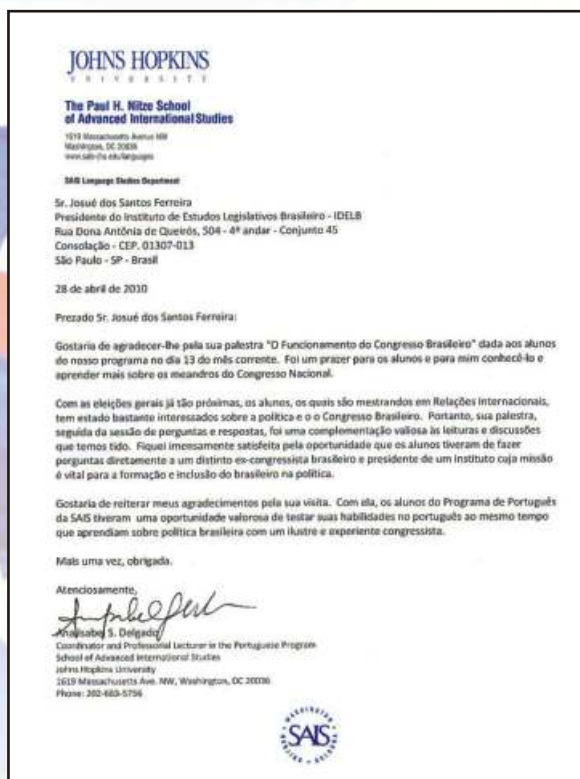 JOHNS HOPKINS
UNIVERSITY
The Paul H. Nitze School
of Advanced International Studies
1619 Massachusetts Avenue NW
Washington, DC 20036
www.sais-jhu.edu/languages
SAIS Language Studies Department
Sr. Josué dos Santos Ferreira
Presidente do Instituto de Estudos Legislativos Brasileiro - IDELB
Rua Dona Antônia de Queirós, 504 - 4º andar - Conjunto 45
Consolação - CEP. 01307-013
São Paulo - SP - Brasil
28 de abril de 2010
Prezado Sr. Josué dos Santos Ferreira:
Gostaria de agradecer-lhe pela sua palestra "O Funcionamento do Congresso Brasileiro" dada aos alunos
do nosso programa no dia 13 do mês corrente. Foi um prazer para os alunos e para mim conhecê-lo e
aprender mais sobre os meandros do Congresso Nacional.
Com as eleições gerais já tão próximas, os alunos, os quais são mestrandos em Relações Internacionais,
tem estado bastante interessados sobre a política e o o Congresso Brasileiro. Portanto, sua palestra,
seguida da sessão de perguntas e respostas, foi uma complementação valiosa às leituras e discussões
que temos tido. Fiquei imensamente satisfeita pela oportunidade que os alunos tiveram de fazer
perguntas diretamente a um distinto ex-congressista brasileiro e presidente de um instituto cuja missão
é vital para a formação e inclusão do brasileiro na política.
Gostaria de reiterar meus agradecimentos pela sua visita. Com ela, os alunos do Programa de Português
da SAIS tiveram uma oportunidade valorosa de testar suas habilidades no português ao mesmo tempo
que aprendiam sobre política brasileira com um ilustre e experiente congressista.
Mais uma vez, obrigada.
Atenciosamente,
Analisabel S. Delgado
Coordinator and Professional Lecturer in the Portuguese Program
School of Advanced International Studies
Johns Hopkins University
1619 Massachusetts Ave. NW, Washington, DC 20036
Phone: 202-663-5756
WASHINGTON
SAIS